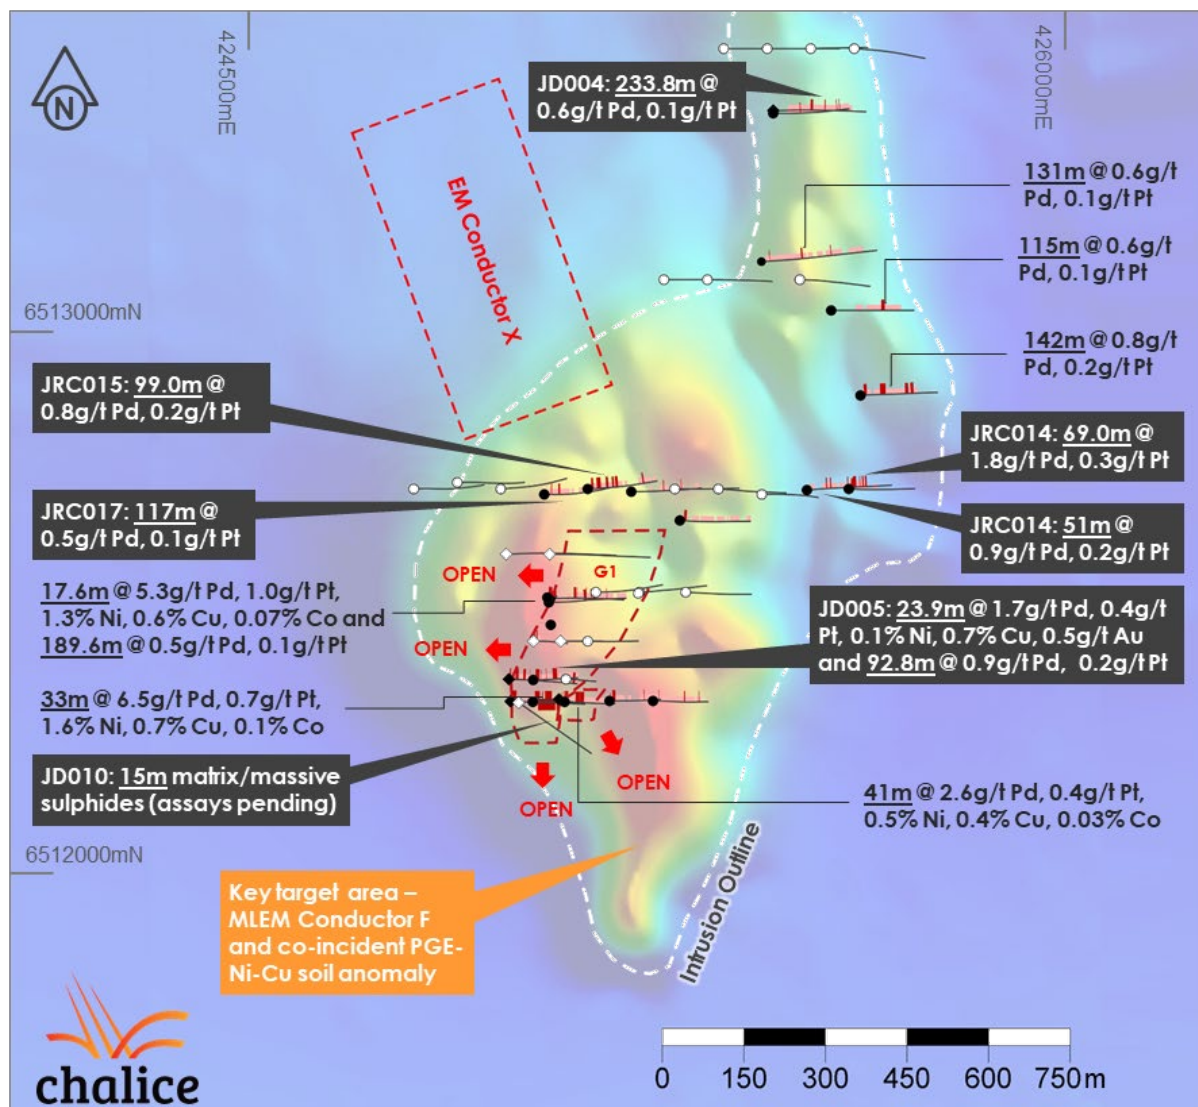 424500mE
426000mE
N
JD004: 233.8m @
0.6g/t Pd, 0.1g/t Pt
131m @ 0.6g/t
Pd, 0.1g/t Pt
EM Conductor X
115m @ 0.6g/t
Pd, 0.1g/t Pt
6513000mN
142m @ 0.8g/t
Pd, 0.2g/t Pt
JRC015: 99.0m @
0.8g/t Pd, 0.2g/t Pt
JRC014: 69.0m @
1.8g/t Pd, 0.3g/t Pt
JRC017: 117m @
0.5g/t Pd, 0.1g/t Pt
JRC014: 51m @
0.9g/t Pd, 0.2g/t Pt
OPEN
G1
17.6m @ 5.3g/t Pd, 1.0g/t Pt,
1.3% Ni, 0.6% Cu, 0.07% Co and
189.6m @ 0.5g/t Pd, 0.1g/t Pt
JD005: 23.9m @ 1.7g/t Pd, 0.4g/t
Pt, 0.1% Ni, 0.7% Cu, 0.5g/t Au
and 92.8m @ 0.9g/t Pd, 0.2g/t Pt
OPEN
33m @ 6.5g/t Pd, 0.7g/t Pt,
1.6% Ni, 0.7% Cu, 0.1% Co
JD010: 15m matrix/massive
sulphides (assays pending)
OPEN
OPEN
41m @ 2.6g/t Pd, 0.4g/t Pt,
0.5% Ni, 0.4% Cu, 0.03% Co
6512000mN
Key target area –
MLEM Conductor F
and co-incident PGE-
Ni-Cu soil anomaly
Intrusion Outline
chalice
0 150 300 450 600 750m